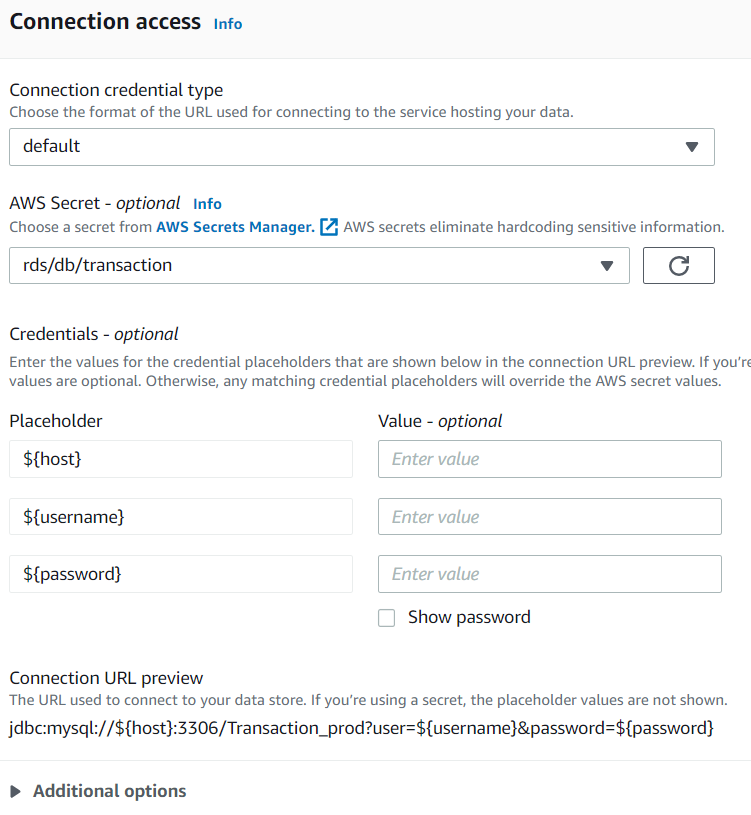 Connection access Info
Connection credential type
Choose the format of the URL used for connecting to the service hosting your data.
default
AWS Secret - optional Info
Choose a secret from AWS Secrets Manager. AWS secrets eliminate hardcoding sensitive information.
rds/db/transaction
Credentials - optional
Enter the values for the credential placeholders that are shown below in the connection URL preview. If you're
values are optional. Otherwise, any matching credential placeholders will override the AWS secret values.
Placeholder Value - optional
${host} Enter value
${username} Enter value
${password} Enter value
Show password
Connection URL preview
The URL used to connect to your data store. If you're using a secret, the placeholder values are not shown.
jdbc:mysql://${host}:3306/Transaction_prod?user=${username}&password=${password}
Additional options